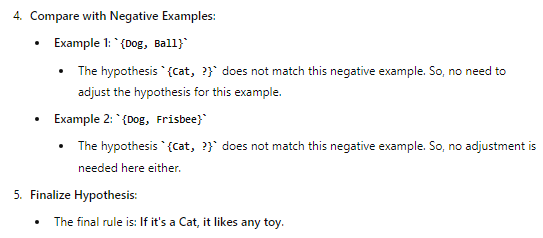 4. Compare with Negative Examples:
• Example 1: `{Dog, Ball}`
• The hypothesis `{Cat, ?}` does not match this negative example. So, no need to
adjust the hypothesis for this example.
• Example 2: `{Dog, Frisbee}`
• The hypothesis `{Cat, ?}` does not match this negative example. So, no adjustment is
needed here either.
5. Finalize Hypothesis:
• The final rule is: If it's a Cat, it likes any toy.